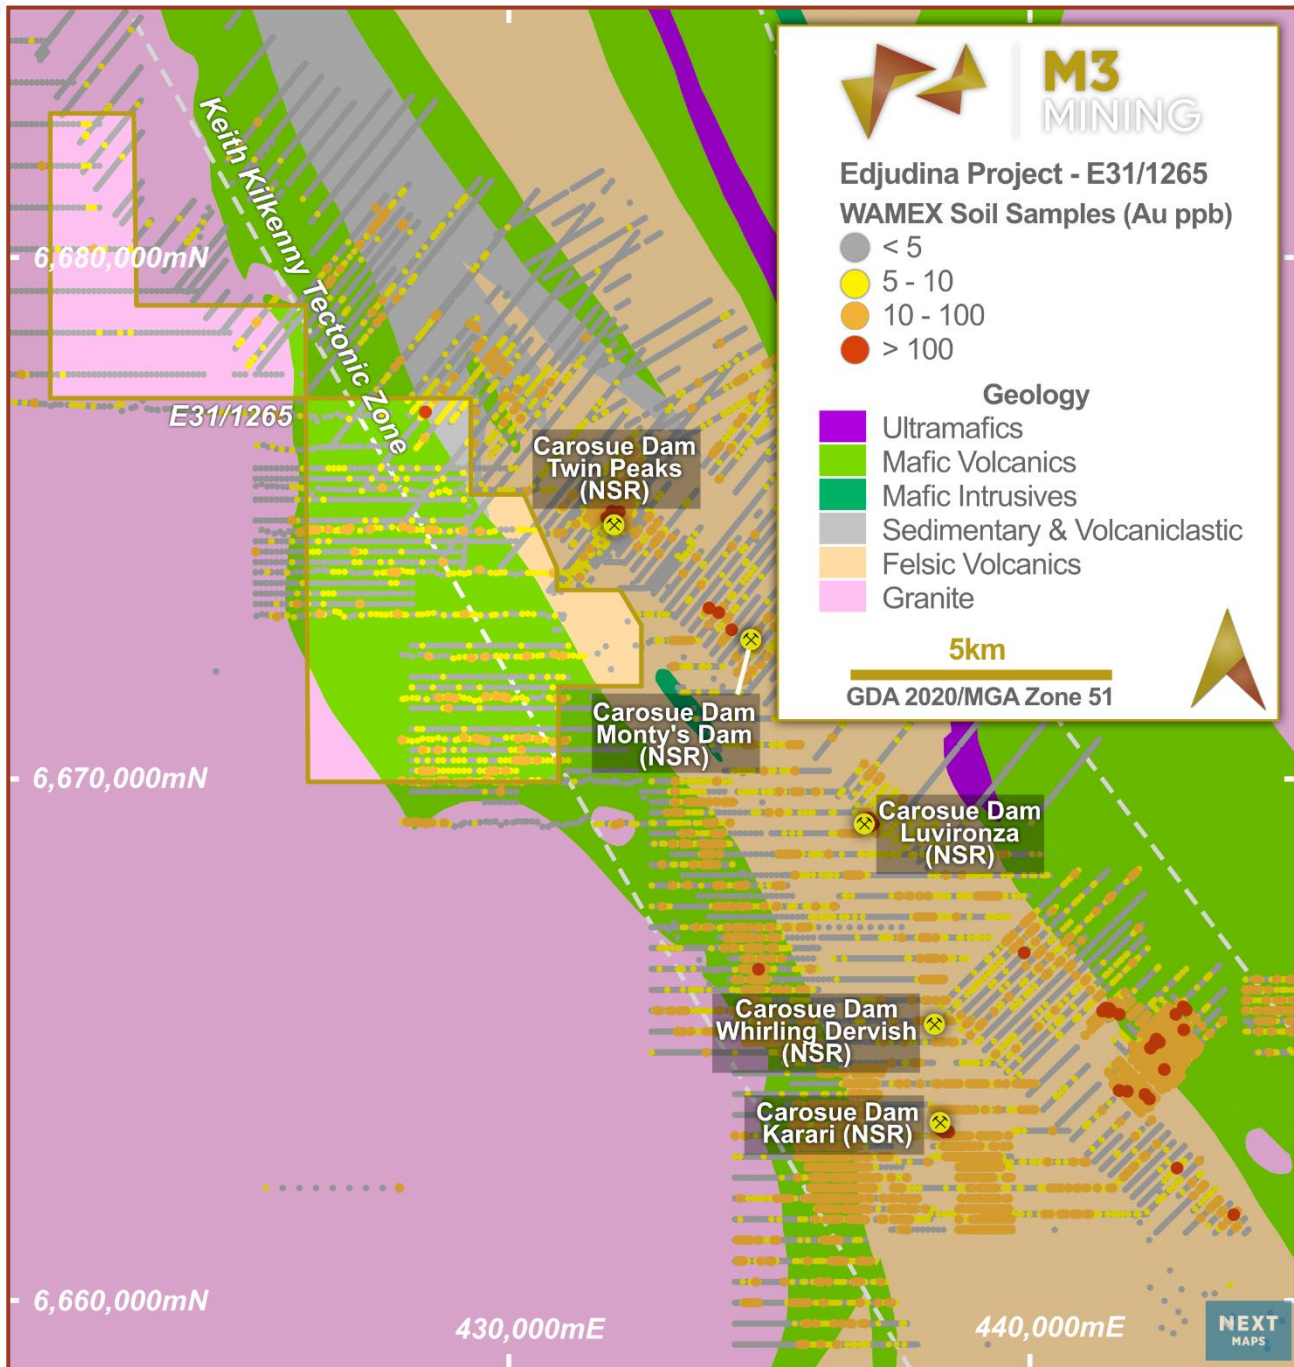 M3
MINING
Edjudina Project - E31/1265
WAMEX Soil Samples (Au ppb)
< 5
5 - 10
10 - 100
> 100
Geology
Ultramafics
Mafic Volcanics
Mafic Intrusives
Sedimentary & Volcaniclastic
Felsic Volcanics
Granite
5km
GDA 2020/MGA Zone 51
Keith Kilkenny Tectonic Zone
6,680,000mN
E31/1265
Carosue Dam
Twin Peaks
(NSR)
Carosue Dam
Monty's Dam
(NSR)
6,670,000mN
Carosue Dam
Luvironza
(NSR)
Carosue Dam
Whirling Dervish
(NSR)
Carosue Dam
Karari (NSR)
6,660,000mN
430,000mE
440,000mE
NEXT
MAPS